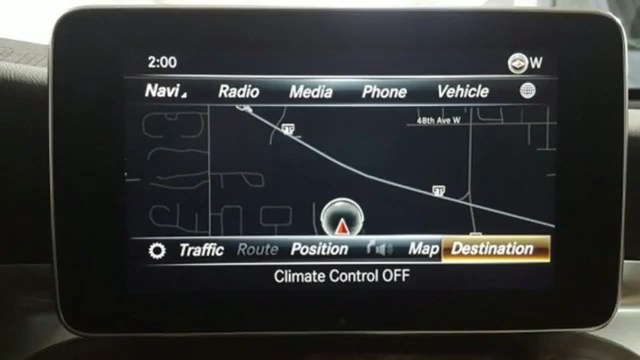 2:00 W
Navi Radio Media Phone Vehicle
48th Ave W
Traffic Route Position Map Destination
Climate Control OFF